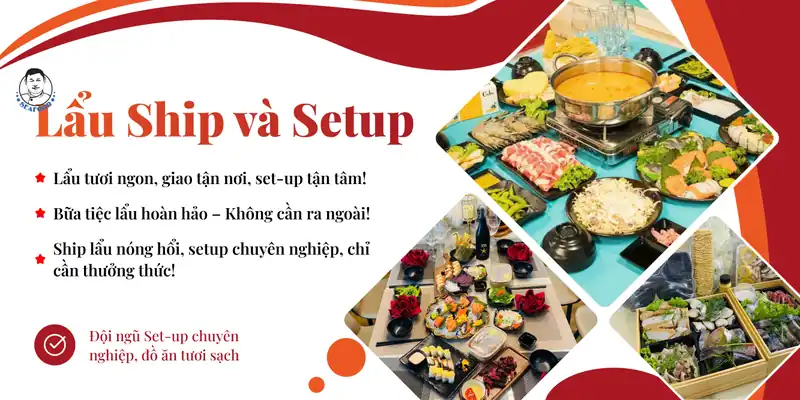 SEAFOOD
Lẩu Ship và Setup
Lẩu tươi ngon, giao tận nơi, set-up tận tâm!
Bữa tiệc lẩu hoàn hảo – Không cần ra ngoài!
Ship lẩu nóng hổi, setup chuyên nghiệp, chỉ
cần thưởng thức!
Đội ngũ Set-up chuyên
nghiệp, đồ ăn tươi sạch